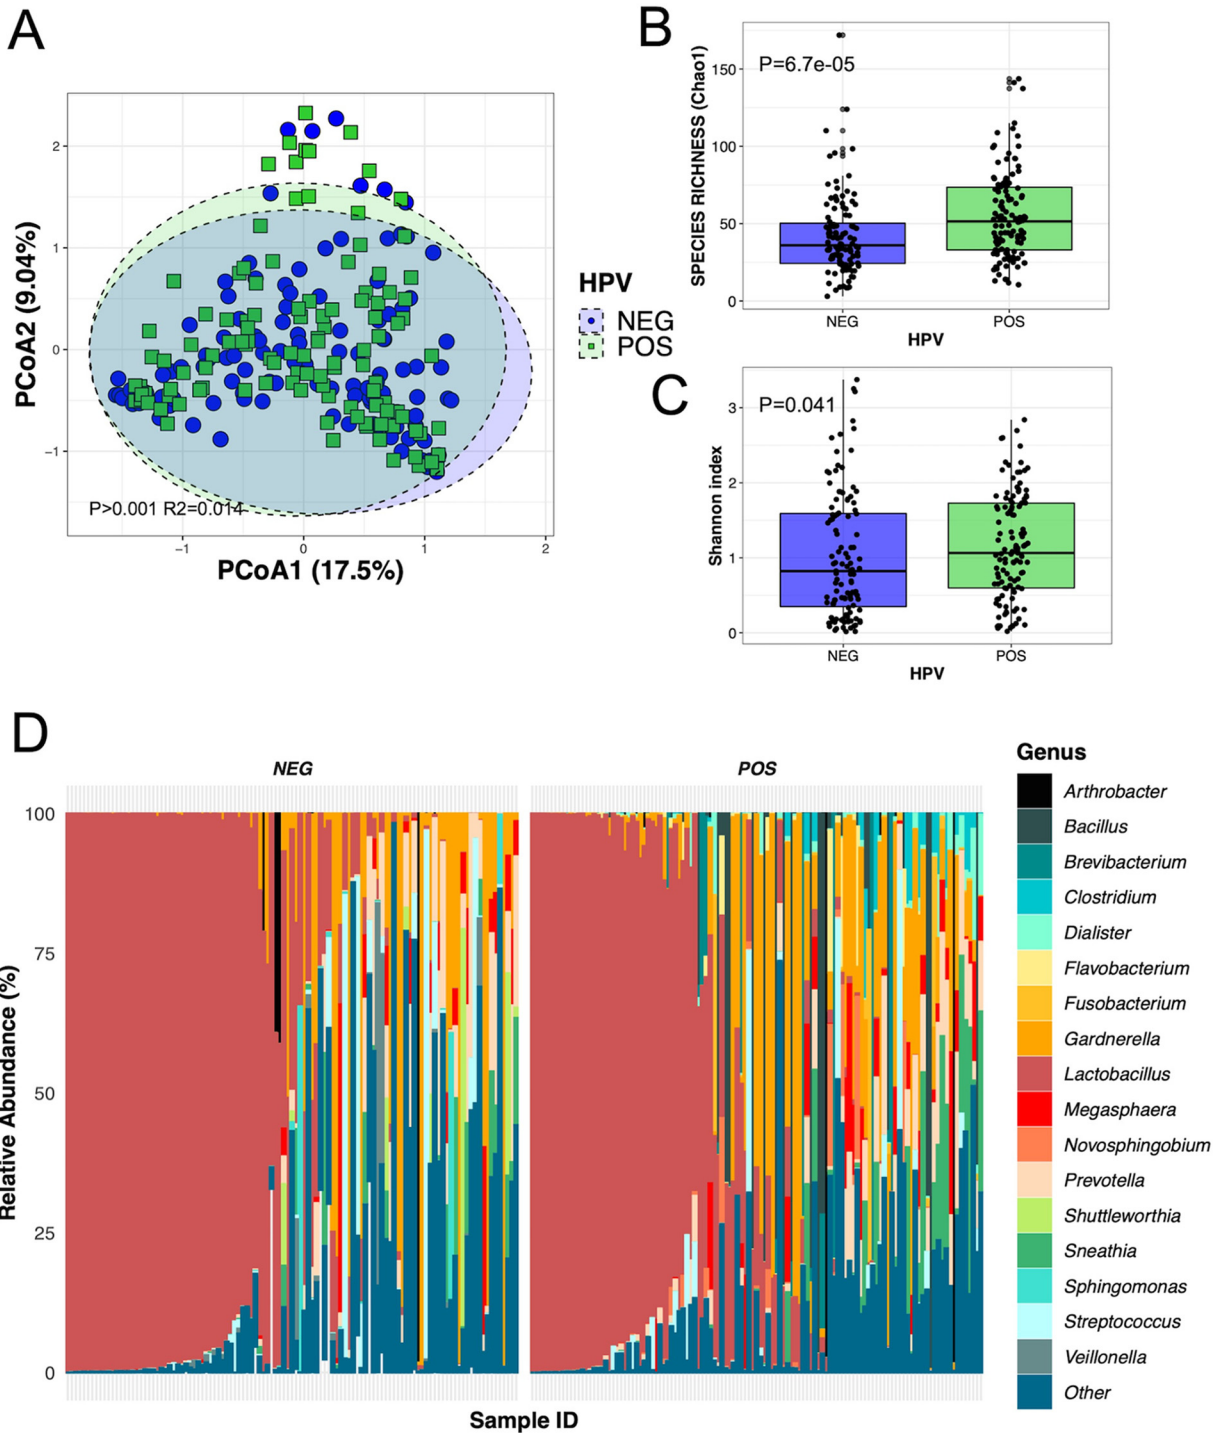 A
2
1
0
−1
PCoA2 (9.04%)
P>0.001 R2=0.014
−1
0
1
2
PCoA1 (17.5%)
HPV
NEG
POS
B
SPECIES RICHNESS (Chao1)
150
100
50
0
P=6.7e-05
NEG
POS
HPV
C
Shannon index
3
2
1
0
P=0.041
NEG
POS
HPV
D
NEG
POS
Relative Abundance (%)
100
75
50
25
0
Sample ID
Genus
Arthrobacter
Bacillus
Brevibacterium
Clostridium
Dialister
Flavobacterium
Fusobacterium
Gardnerella
Lactobacillus
Megasphaera
Novosphingobium
Prevotella
Shuttleworthia
Sneathia
Sphingomonas
Streptococcus
Veillonella
Other